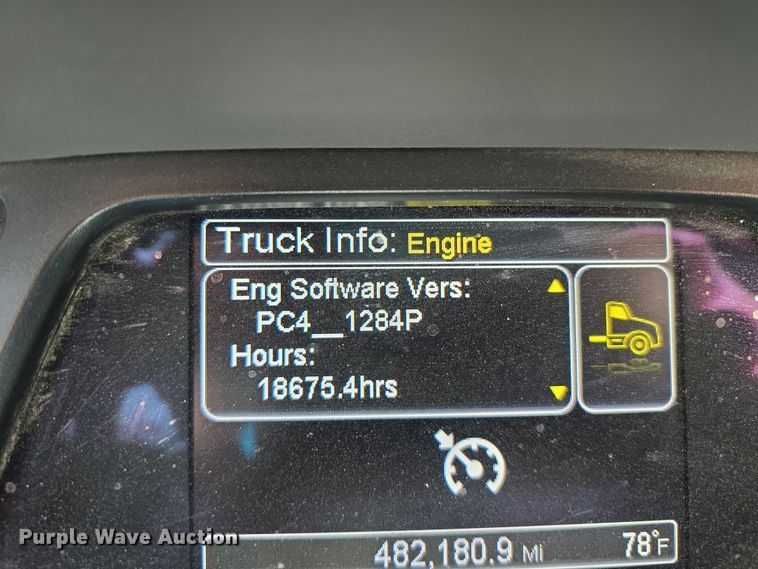 Truck Info: Engine
Eng Software Vers:
PC4__1284P
Hours:
18675.4hrs
482,180.9 Mi 78°F
Purple Wave Auction